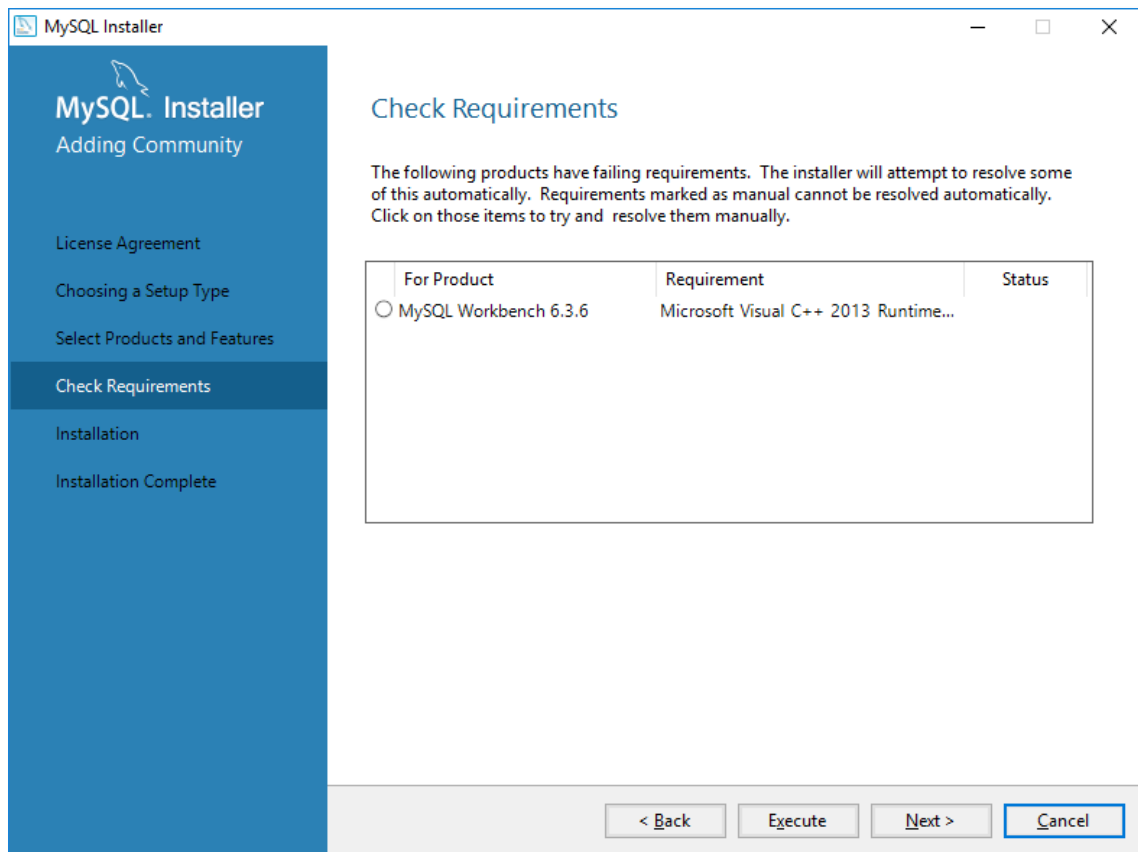 MySQL Installer
MySQL. Installer
Adding Community
License Agreement
Choosing a Setup Type
Select Products and Features
Check Requirements
Installation
Installation Complete
Check Requirements
The following products have failing requirements.  The installer will attempt to resolve some
of this automatically.  Requirements marked as manual cannot be resolved automatically.
Click on those items to try and  resolve them manually.
For Product Requirement Status
MySQL Workbench 6.3.6 Microsoft Visual C++ 2013 Runtime...
< Back Execute Next > Cancel